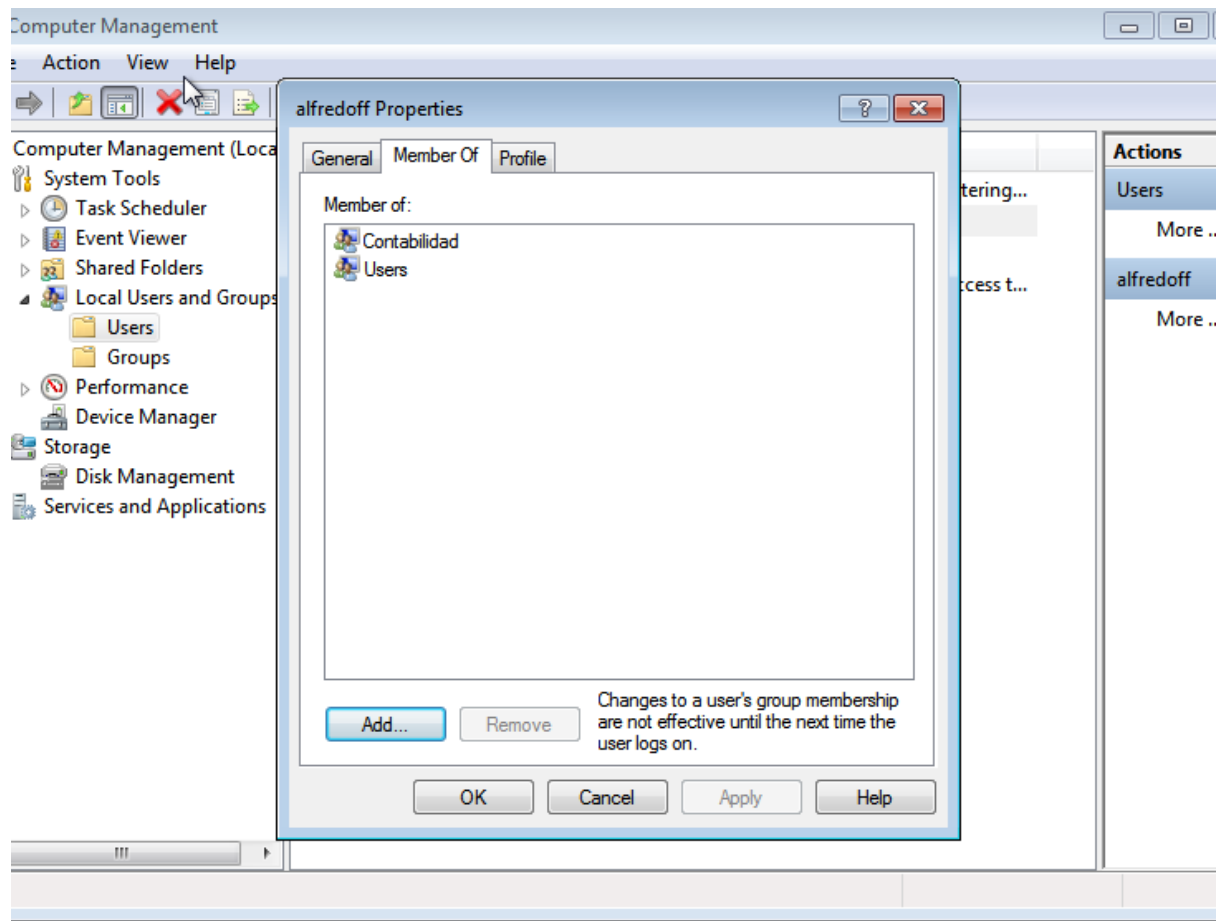 Computer Management
Action View Help
alfredoff Properties
Computer Management (Loca
System Tools
Task Scheduler
Event Viewer
Shared Folders
Local Users and Groups
Users
Groups
Performance
Device Manager
Storage
Disk Management
Services and Applications
General Member Of Profile
Member of:
Contabilidad
Users
Add... Remove
Changes to a user's group membership
are not effective until the next time the
user logs on.
OK Cancel Apply Help
tering...
ccess t...
Actions
Users
More ..
alfredoff
More ..